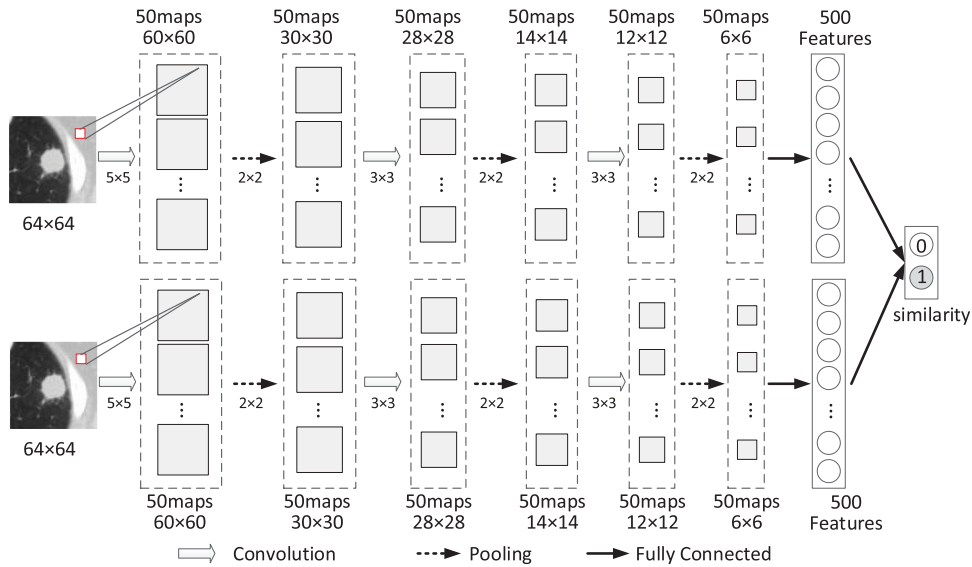 50maps 50maps 50maps 50maps 50maps 50maps 500
60×60 30×30 28×28 14×14 12×12 6×6 Features
5×5 2×2 3×3 2×2 3×3 2×2
64×64
0
1
similarity
5×5 2×2 3×3 2×2 3×3 2×2
64×64
50maps 50maps 50maps 50maps 50maps 50maps 500
60×60 30×30 28×28 14×14 12×12 6×6 Features
Convolution Pooling Fully Connected